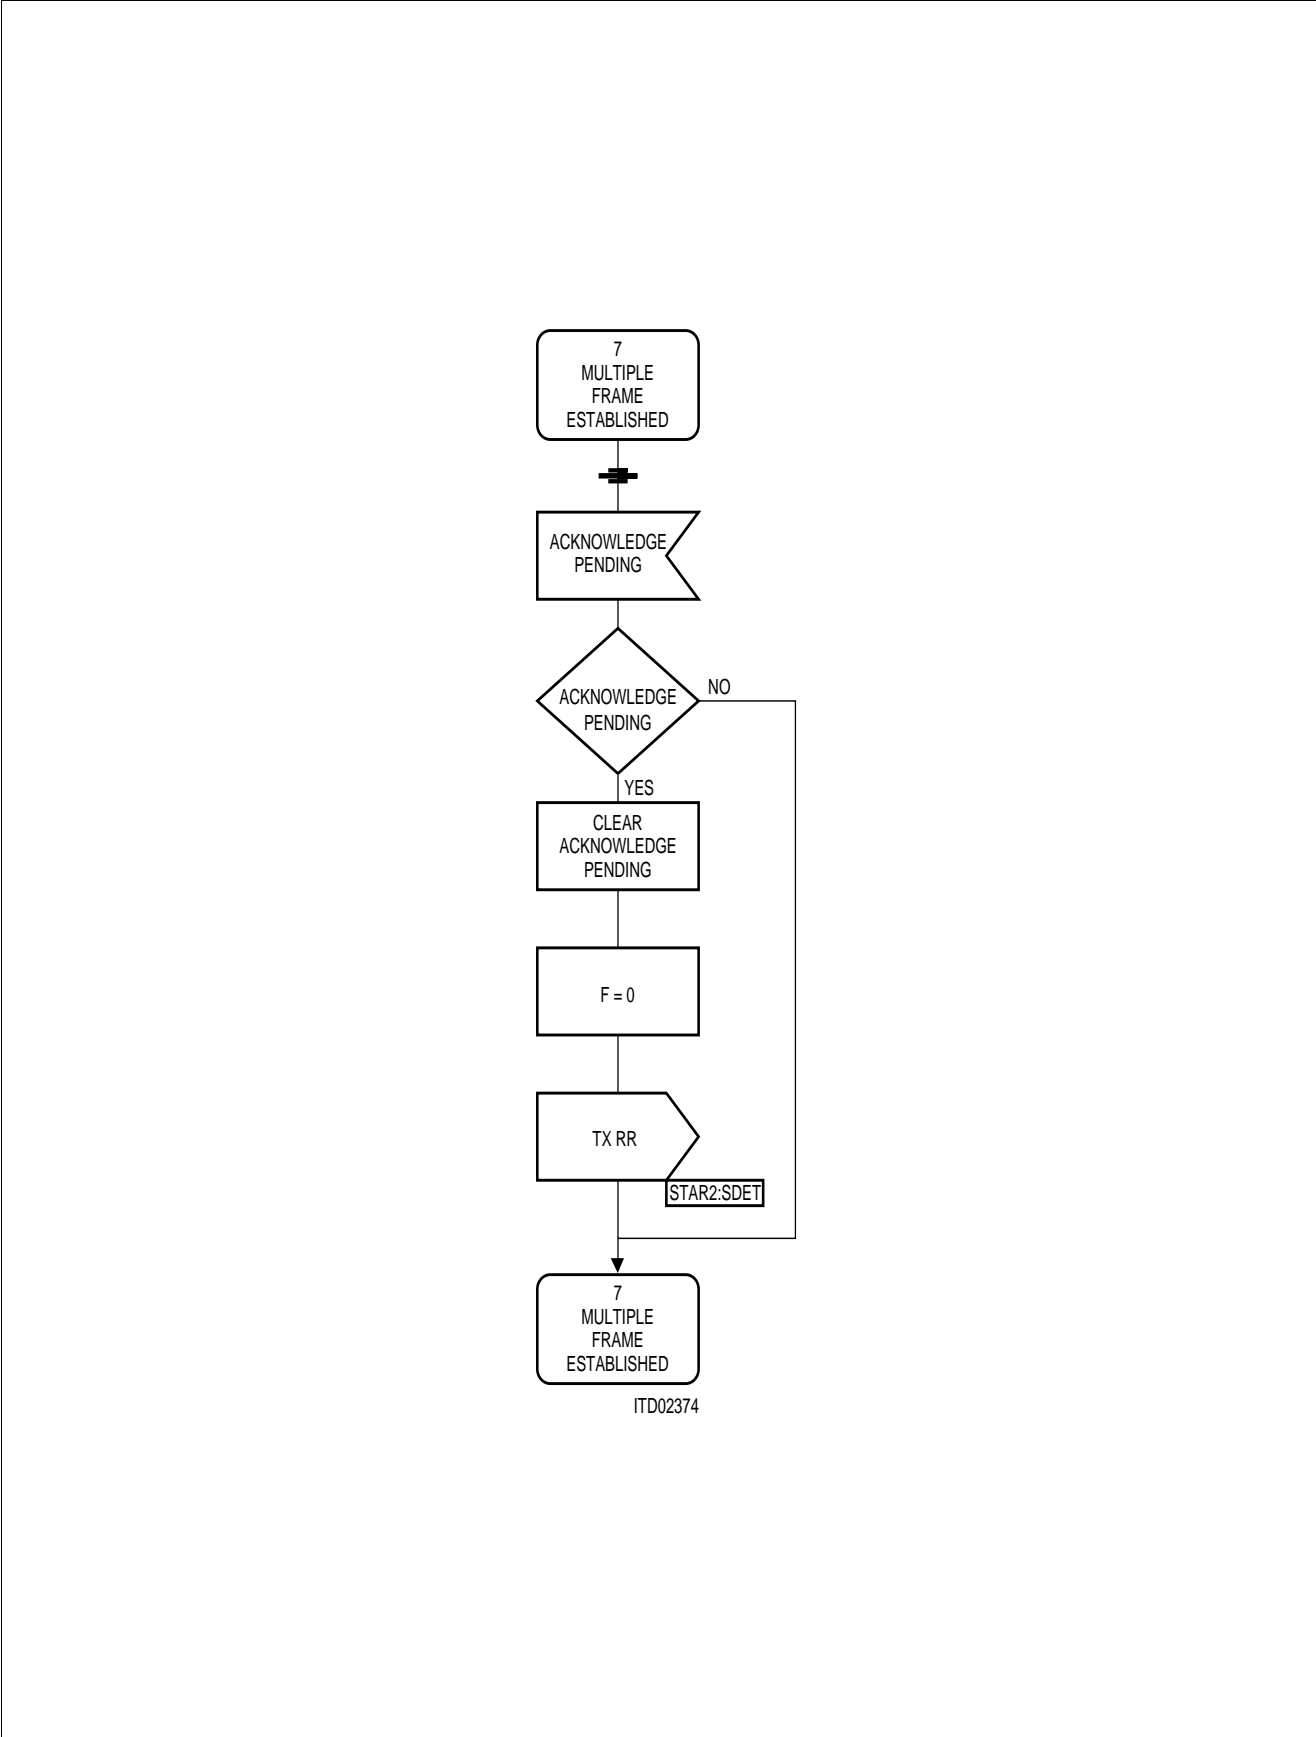 7
MULTIPLE
FRAME
ESTABLISHED
ACKNOWLEDGE
PENDING
ACKNOWLEDGE
PENDING
NO
YES
CLEAR
ACKNOWLEDGE
PENDING
F = 0
TX RR
STAR2:SDET
7
MULTIPLE
FRAME
ESTABLISHED
ITD02374